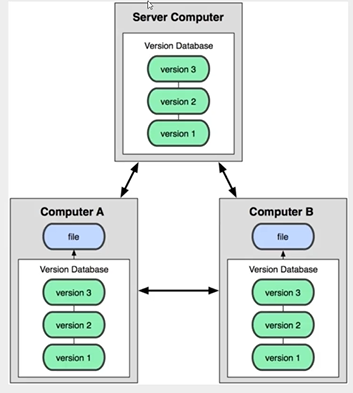 Server Computer
Version Database
version 3
version 2
version 1
Computer A
file
Version Database
version 3
version 2
version 1
Computer B
file
Version Database
version 3
version 2
version 1